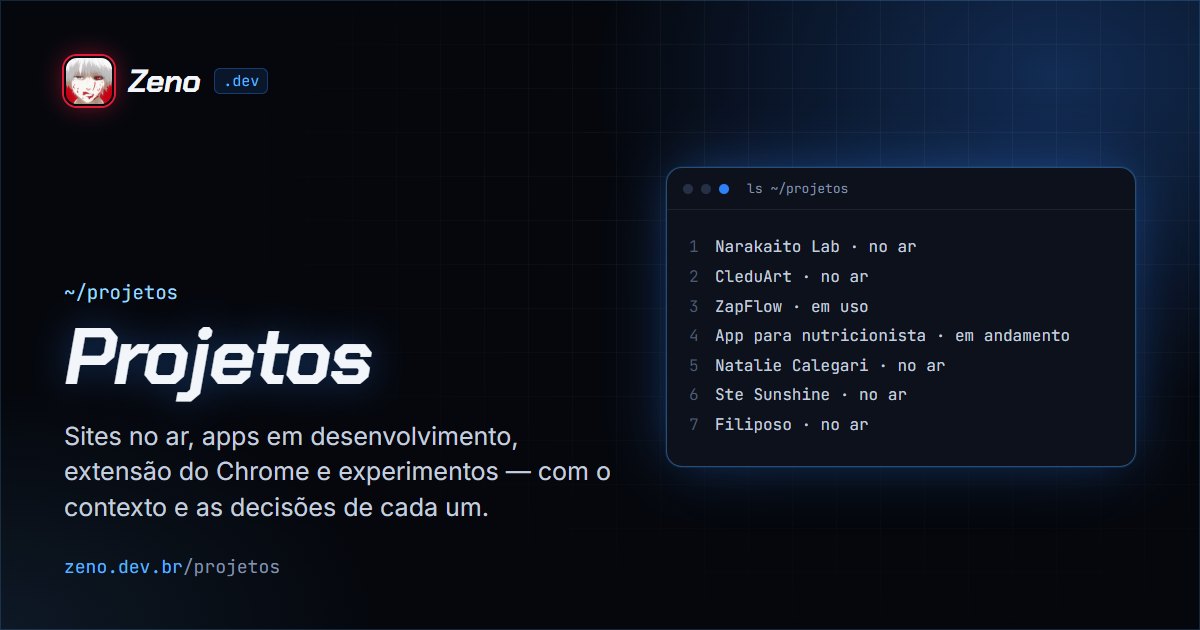 Zeno .dev
~/projetos
Projetos
Sites no ar, apps em desenvolvimento,
extensão do Chrome e experimentos — com o
contexto e as decisões de cada um.
zeno.dev.br/projetos
ls ~/projetos
1 Narakaito Lab · no ar
2 CleduArt · no ar
3 ZapFlow · em uso
4 App para nutricionista · em andamento
5 Natalie Calegari · no ar
6 Ste Sunshine · no ar
7 Filiposo · no ar